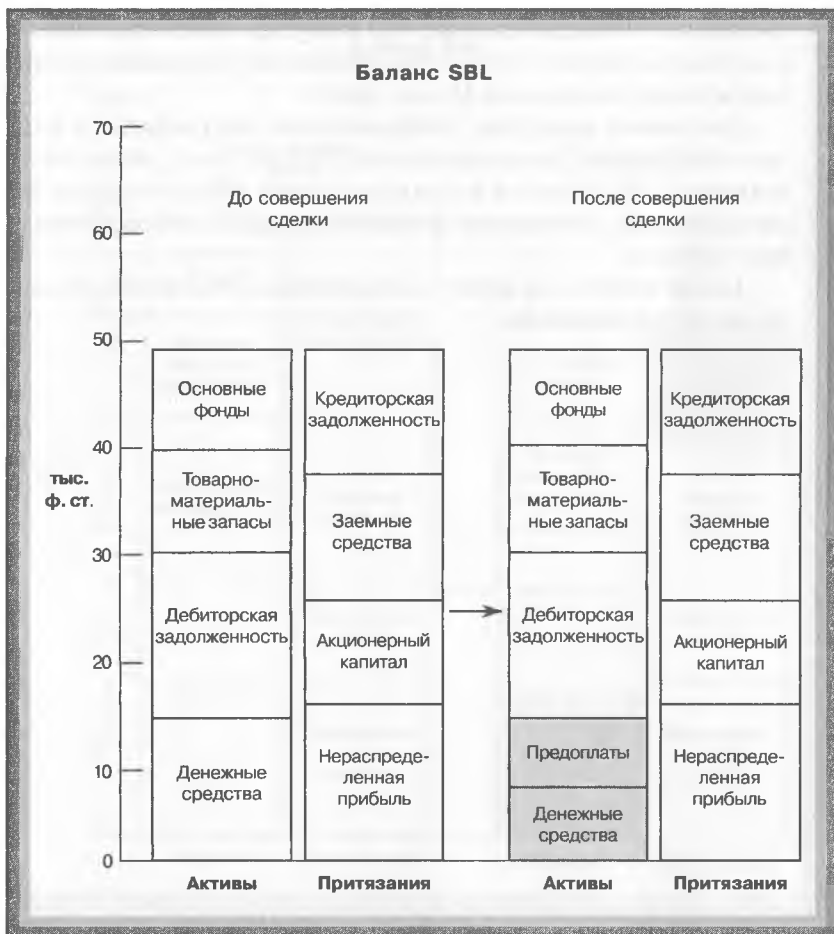 Баланс SBL
До совершения
сделки
После совершения
сделки
70
60
50
40
30
20
10
0
тыс.
ф. ст.
Основные
фонды
Товарно-
материаль-
ные запасы
Дебиторская
задолженность
Денежные
средства
Кредиторская
задолженность
Заемные
средства
Акционерный
капитал
Нераспреде-
ленная
прибыль
Основные
фонды
Товарно-
материаль-
ные запасы
Дебиторская
задолженность
Предоплаты
Денежные
средства
Кредиторская
задолженность
Заемные
средства
Акционерный
капитал
Нераспреде-
ленная
прибыль
Активы
Притязания
Активы
Притязания